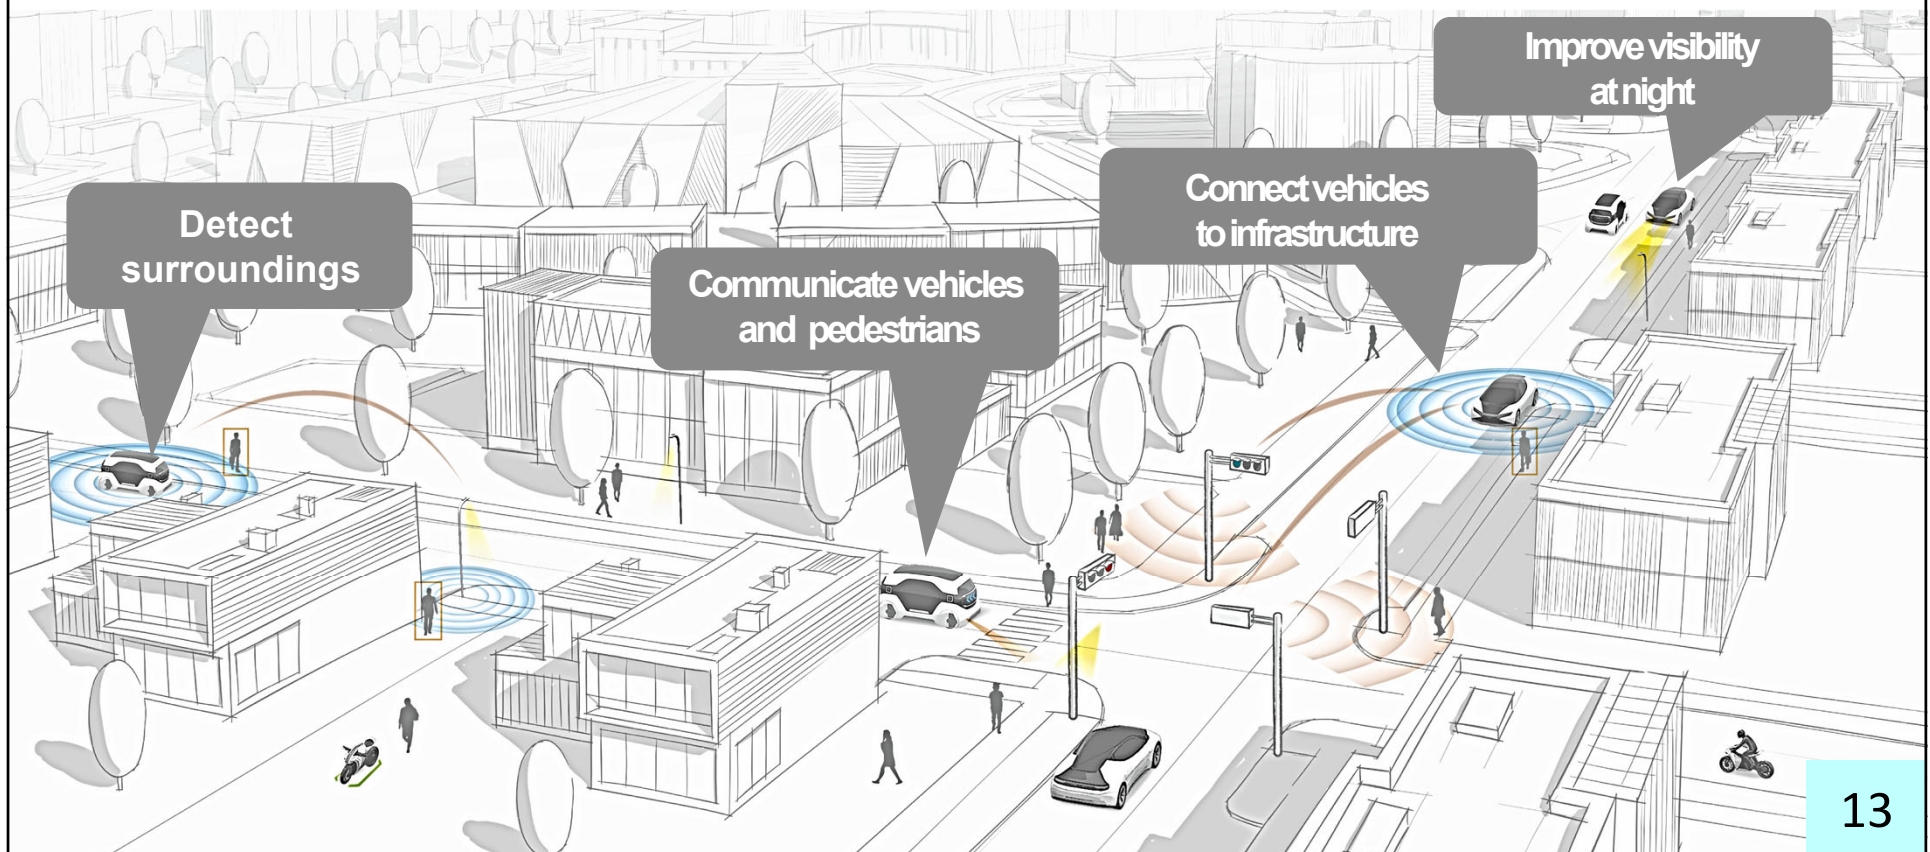 Improve visibility
at night
Connect vehicles
to infrastructure
Detect
surroundings
Communicate vehicles
and pedestrians
13